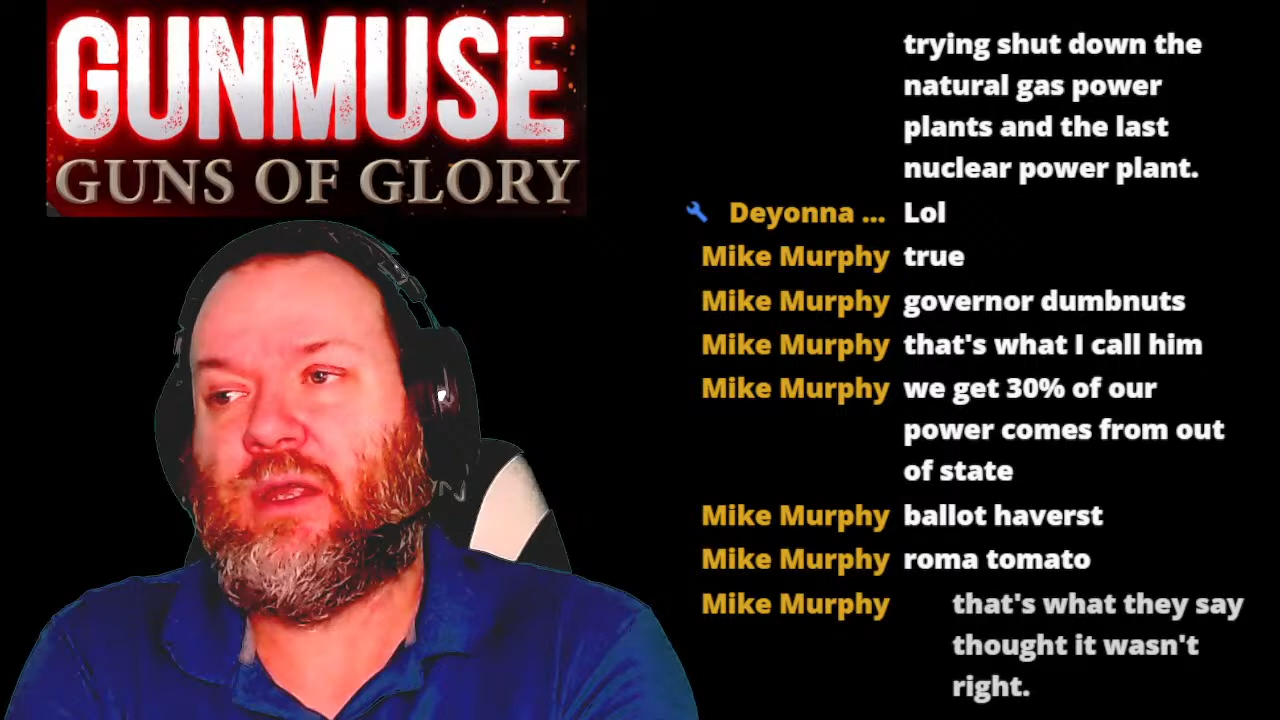 GUNMUSE
GUNS OF GLORY
trying shut down the
natural gas power
plants and the last
nuclear power plant.
Deyonna ... Lol
Mike Murphy true
Mike Murphy governor dumbnuts
Mike Murphy that's what I call him
Mike Murphy we get 30% of our
power comes from out
of state
Mike Murphy ballot haverst
Mike Murphy roma tomato
Mike Murphy that's what they say
thought it wasn't
right.